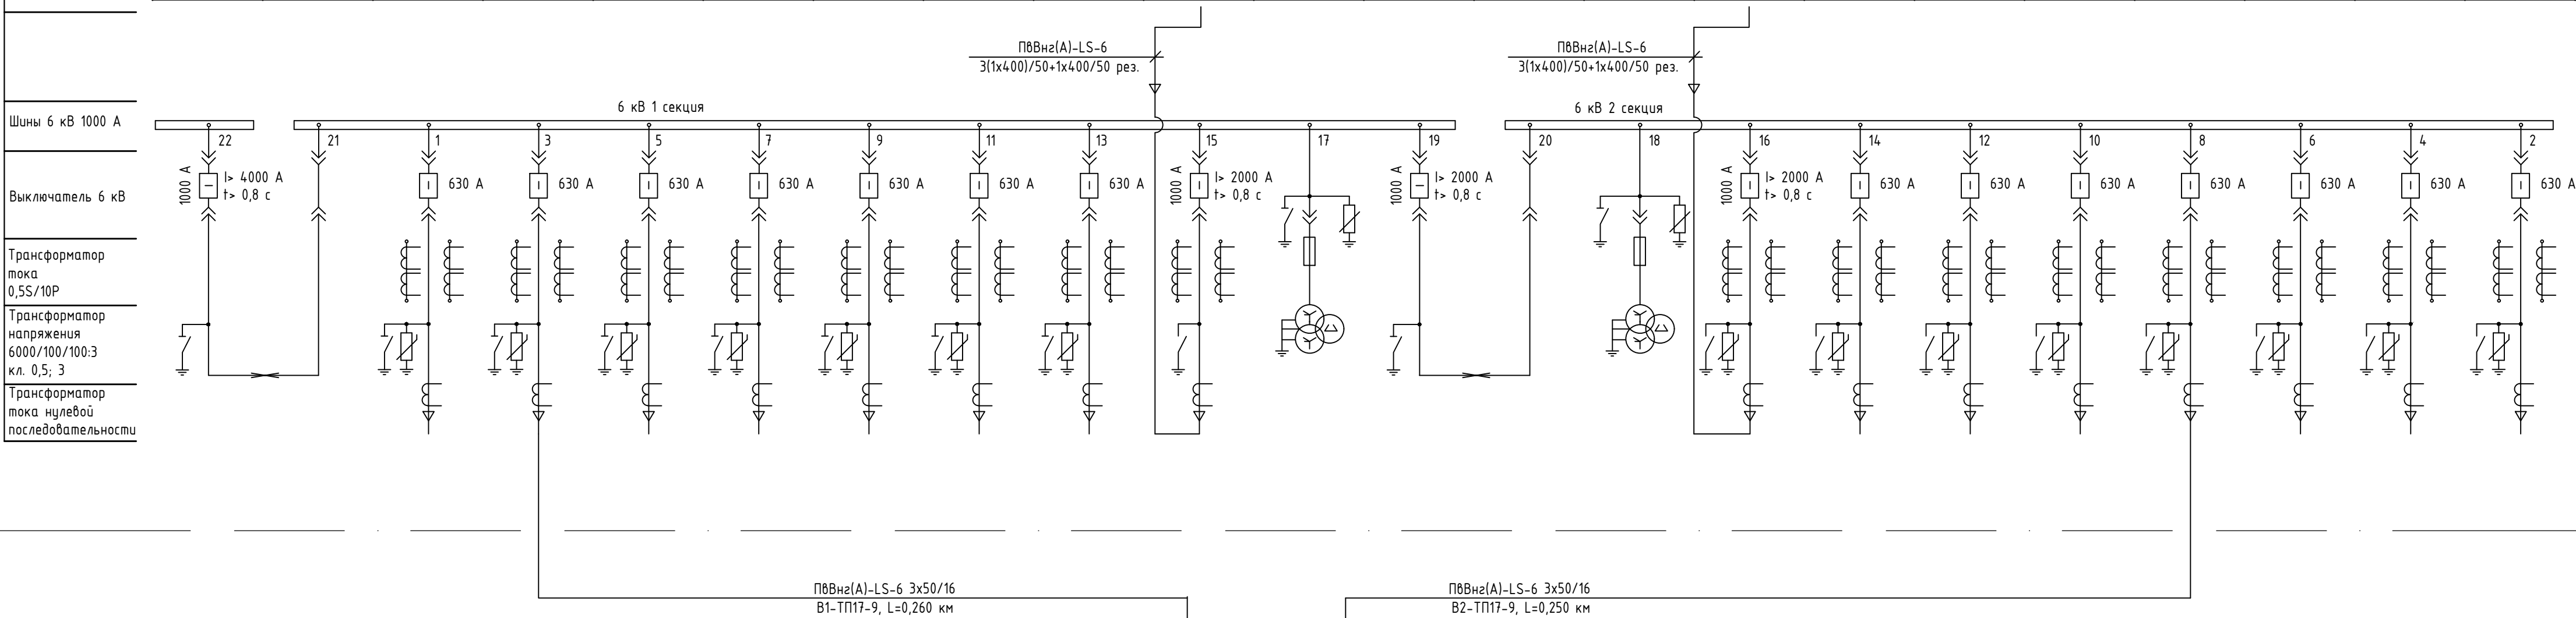 ПвВнг(А)-LS-6
3(1х400)/50+1х400/50 рез.
ПвВнг(А)-LS-6
3(1х400)/50+1х400/50 рез.
6 кВ 1 секция
6 кВ 2 секция
Шины 6 кВ 1000 А
22 21 1 3 5 7 9 11 13 15 17 19 20 18 16 14 12 10 8 6 4 2
Выключатель 6 кВ
1000 А
I> 4000 А
t> 0,8 с
630 А
630 А
630 А
630 А
630 А
630 А
630 А
1000 А
I> 2000 А
t> 0,8 с
1000 А
I> 2000 А
t> 0,8 с
1000 А
I> 2000 А
t> 0,8 с
630 А
630 А
630 А
630 А
630 А
630 А
630 А
Трансформатор
тока
0,5S/10Р
Трансформатор
напряжения
6000/100/100:3
кл. 0,5; 3
Трансформатор
тока нулевой
последовательности
ПвВнг(А)-LS-6 3х50/16
В1-ТП17-9, L=0,260 км
ПвВнг(А)-LS-6 3х50/16
В2-ТП17-9, L=0,250 км